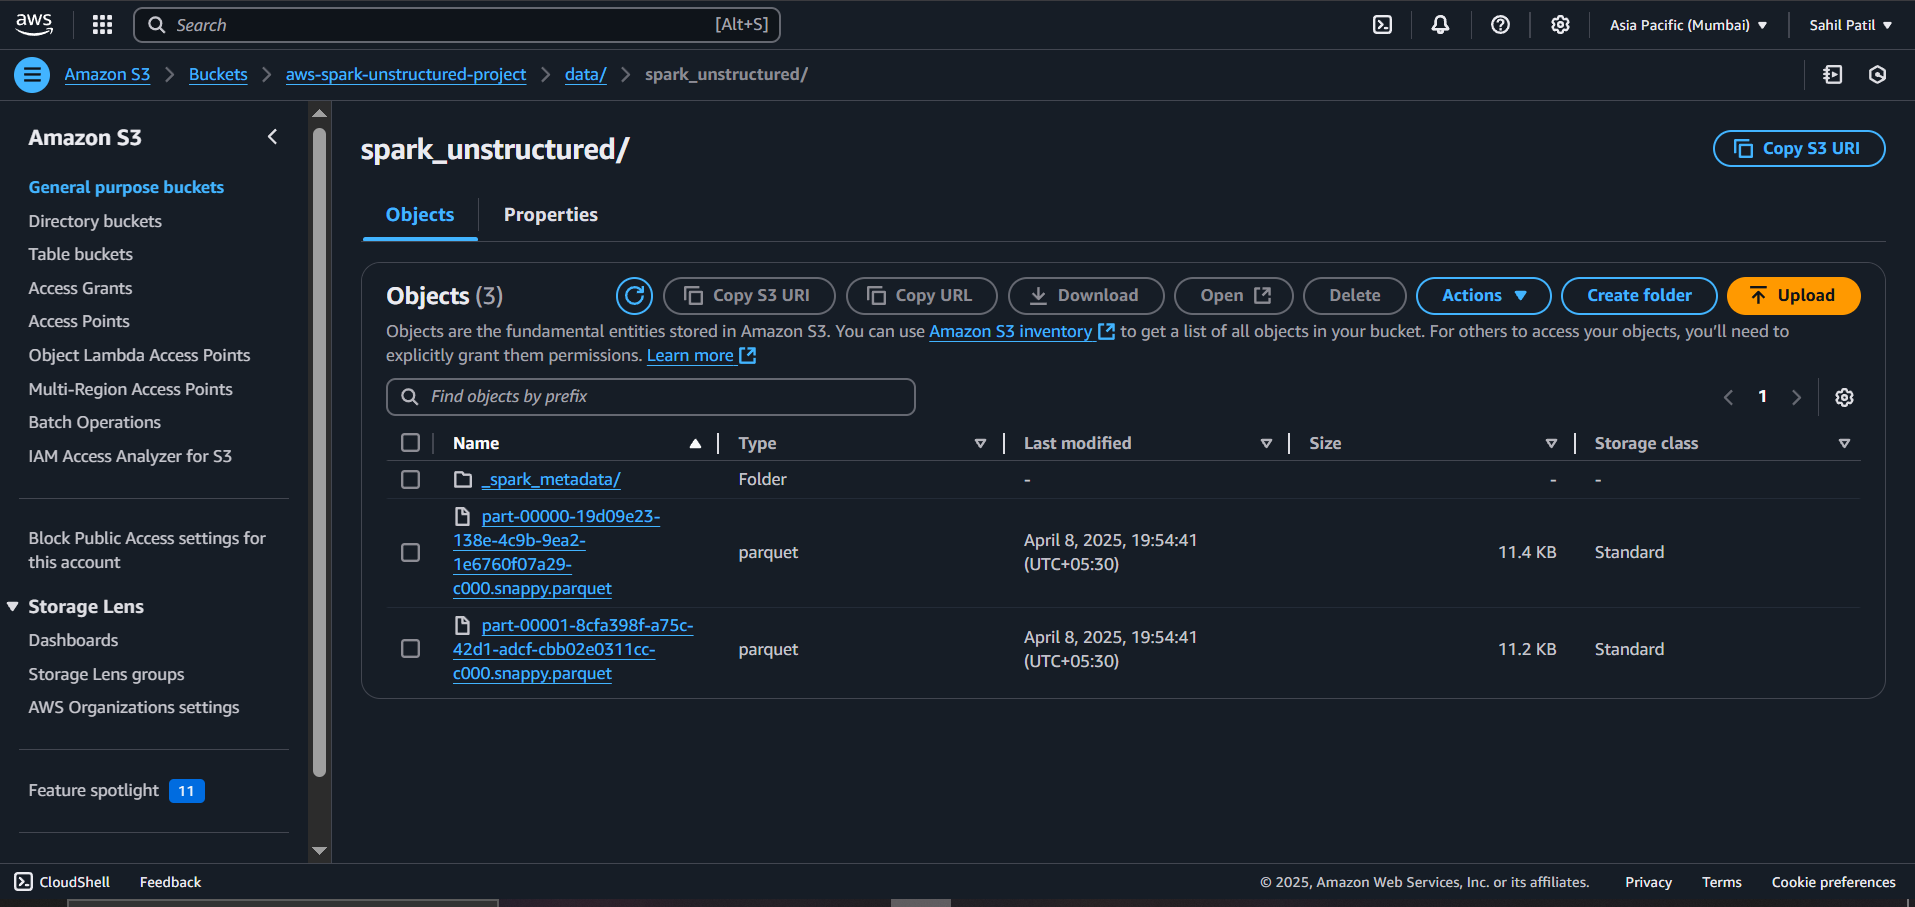 aws
Search [Alt+S]
Asia Pacific (Mumbai)
Sahil Patil
Amazon S3
Buckets
aws-spark-unstructured-project
data/
spark_unstructured/
Amazon S3
General purpose buckets
Directory buckets
Table buckets
Access Grants
Access Points
Object Lambda Access Points
Multi-Region Access Points
Batch Operations
IAM Access Analyzer for S3
Block Public Access settings for
this account
Storage Lens
Dashboards
Storage Lens groups
AWS Organizations settings
Feature spotlight 11
spark_unstructured/
Copy S3 URI
Objects
Properties
Objects (3)
Copy S3 URI
Copy URL
Download
Open
Delete
Actions
Create folder
Upload
Objects are the fundamental entities stored in Amazon S3. You can use Amazon S3 inventory to get a list of all objects in your bucket. For others to access your objects, you’ll need to
explicitly grant them permissions. Learn more
Find objects by prefix
1
Name Type Last modified Size Storage class
_spark_metadata/ Folder - - -
part-00000-19d09e23-
138e-4c9b-9ea2-
1e6760f07a29-
c000.snappy.parquet
parquet
April 8, 2025, 19:54:41
(UTC+05:30)
11.4 KB
Standard
part-00001-8cfa398f-a75c-
42d1-adcf-cbb02e0311cc-
c000.snappy.parquet
parquet
April 8, 2025, 19:54:41
(UTC+05:30)
11.2 KB
Standard
CloudShell
Feedback
© 2025, Amazon Web Services, Inc. or its affiliates.
Privacy
Terms
Cookie preferences